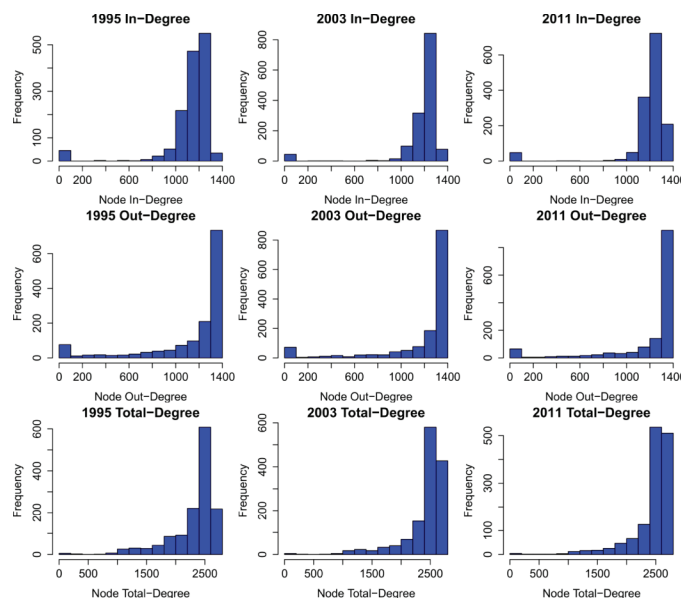 1995 In−Degree
2003 In−Degree
2011 In−Degree
Frequency
0 100 300 500
0 200 400 600 800
0 200 400 600
0 200 600 1000 1400
0 200 600 1000 1400
0 200 600 1000 1400
Node In−Degree
Node In−Degree
Node In−Degree
1995 Out−Degree
2003 Out−Degree
2011 Out−Degree
Frequency
Frequency
Frequency
0 200 400 600
0 200 400 600 800
0 200 400 600 800
0 200 600 1000 1400
0 200 600 1000 1400
0 200 600 1000 1400
Node Out−Degree
Node Out−Degree
Node Out−Degree
1995 Total−Degree
2003 Total−Degree
2011 Total−Degree
Frequency
Frequency
Frequency
0 200 400 600
0 200 400 600
0 100 300 500
0 500 1500 2500
0 500 1500 2500
0 500 1500 2500
Node Total−Degree
Node Total−Degree
Node Total−Degree